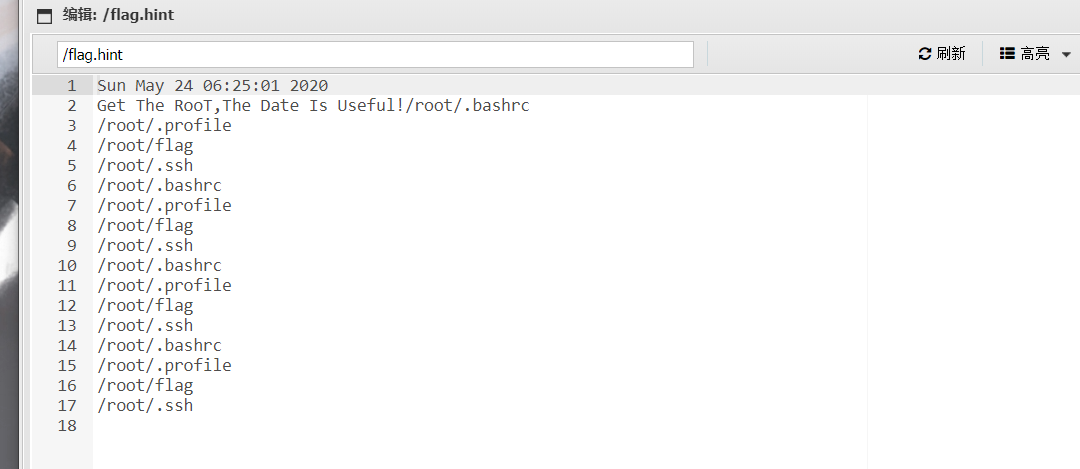 编辑: /flag.hint
/flag.hint 刷新 高亮
1 Sun May 24 06:25:01 2020
2 Get The RooT,The Date Is Useful!/root/.bashrc
3 /root/.profile
4 /root/flag
5 /root/.ssh
6 /root/.bashrc
7 /root/.profile
8 /root/flag
9 /root/.ssh
10 /root/.bashrc
11 /root/.profile
12 /root/flag
13 /root/.ssh
14 /root/.bashrc
15 /root/.profile
16 /root/flag
17 /root/.ssh
18